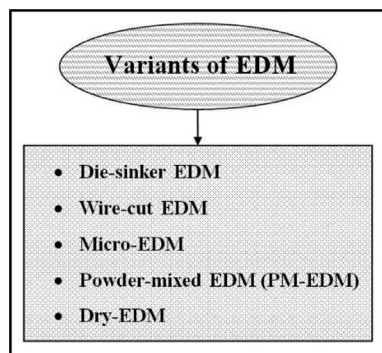 Variants of EDM
• Die-sinker EDM
• Wire-cut EDM
• Micro-EDM
• Powder-mixed EDM (PM-EDM)
• Dry-EDM